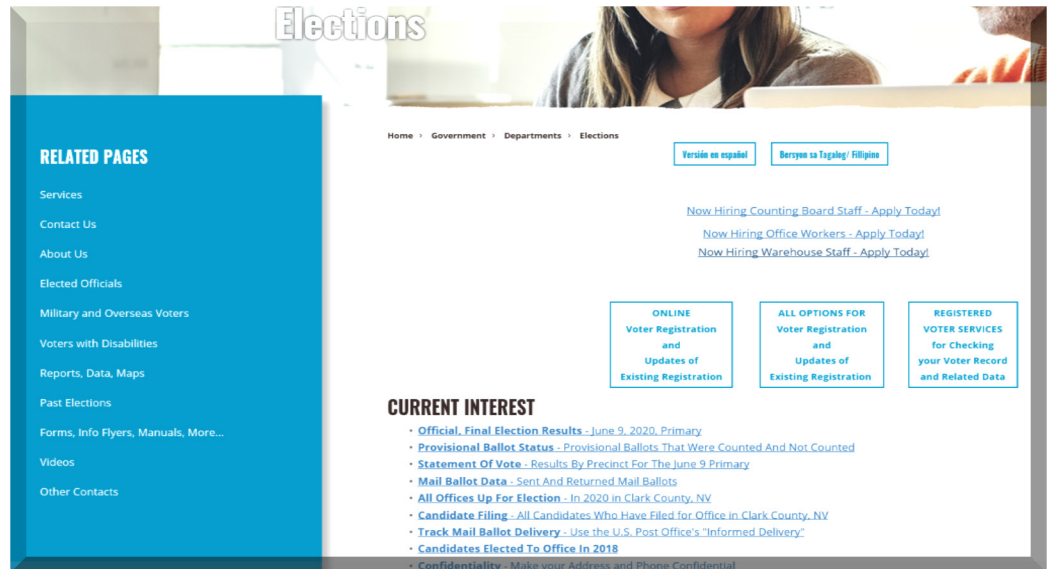 Elections
RELATED PAGES
Services
Contact Us
About Us
Elected Officials
Military and Overseas Voters
Voters with Disabilities
Reports, Data, Maps
Past Elections
Forms, Info Flyers, Manuals, More...
Videos
Other Contacts
Home › Government › Departments › Elections
Versión en español
Bersyon sa Tagalog/ Fillipino
Now Hiring Counting Board Staff - Apply Today!
Now Hiring Office Workers - Apply Today!
Now Hiring Warehouse Staff - Apply Today!
ONLINE
Voter Registration
and
Updates of
Existing Registration
ALL OPTIONS FOR
Voter Registration
and
Updates of
Existing Registration
REGISTERED
VOTER SERVICES
for Checking
your Voter Record
and Related Data
CURRENT INTEREST
• Official, Final Election Results - June 9, 2020, Primary
• Provisional Ballot Status - Provisional Ballots That Were Counted And Not Counted
• Statement Of Vote - Results By Precinct For The June 9 Primary
• Mail Ballot Data - Sent And Returned Mail Ballots
• All Offices Up For Election - In 2020 in Clark County, NV
• Candidate Filing - All Candidates Who Have Filed for Office in Clark County, NV
• Track Mail Ballot Delivery - Use the U.S. Post Office's "Informed Delivery"
• Candidates Elected To Office In 2018
• Confidentiality - Make your Address and Phone Confidential